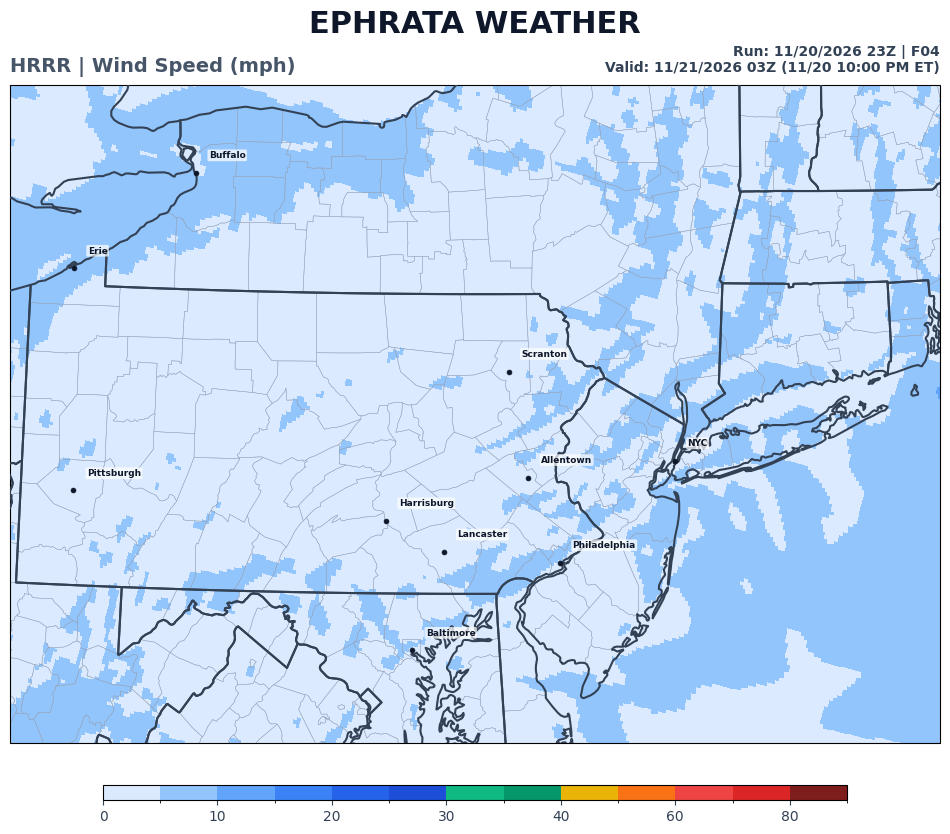 EPHRATA WEATHER
HRRR | Wind Speed (mph)
Run: 11/20/2026 23Z | F04
Valid: 11/21/2026 03Z (11/20 10:00 PM ET)
Buffalo
Erie
Scranton
NYC
Allentown
Pittsburgh
Harrisburg
Lancaster
Philadelphia
Baltimore
0 10 20 30 40 50 60 70 80